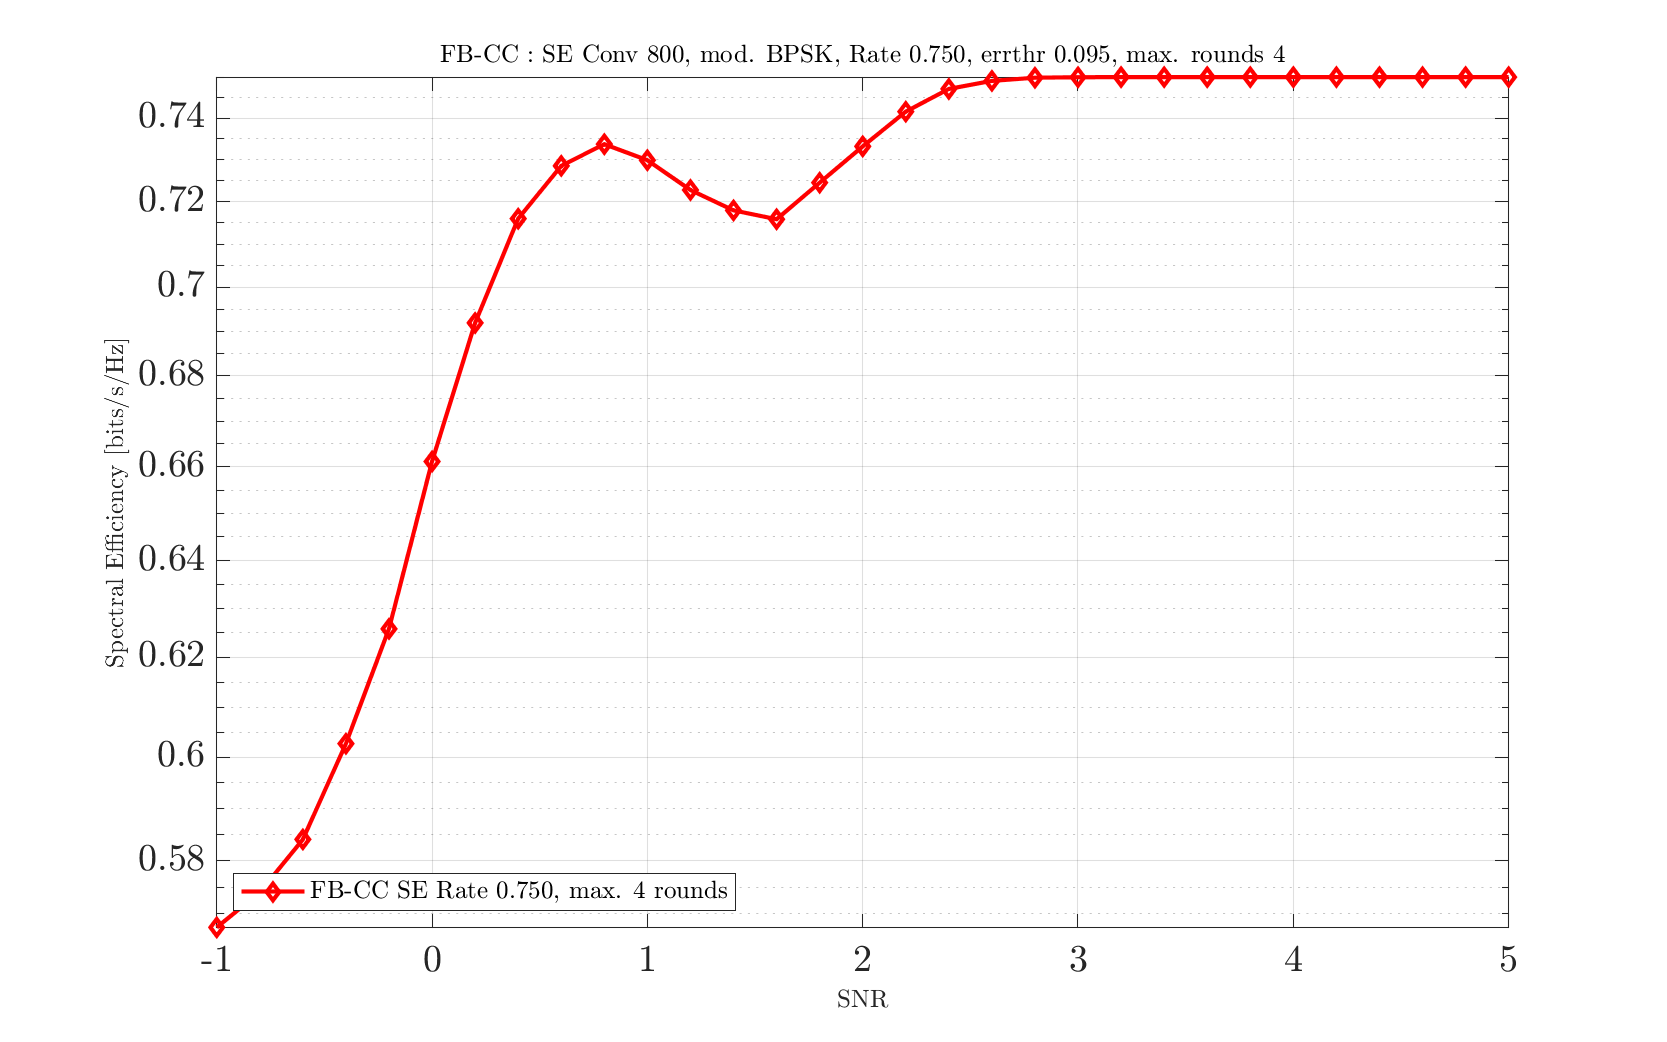 FB-CC : SE Conv 800, mod. BPSK, Rate 0.750, errthr 0.095, max. rounds 4
0.74
0.72
0.7
0.68
0.66
0.64
0.62
0.6
0.58
Spectral Efficiency [bits/s/Hz]
FB-CC SE Rate 0.750, max. 4 rounds
-1 0 1 2 3 4 5
SNR